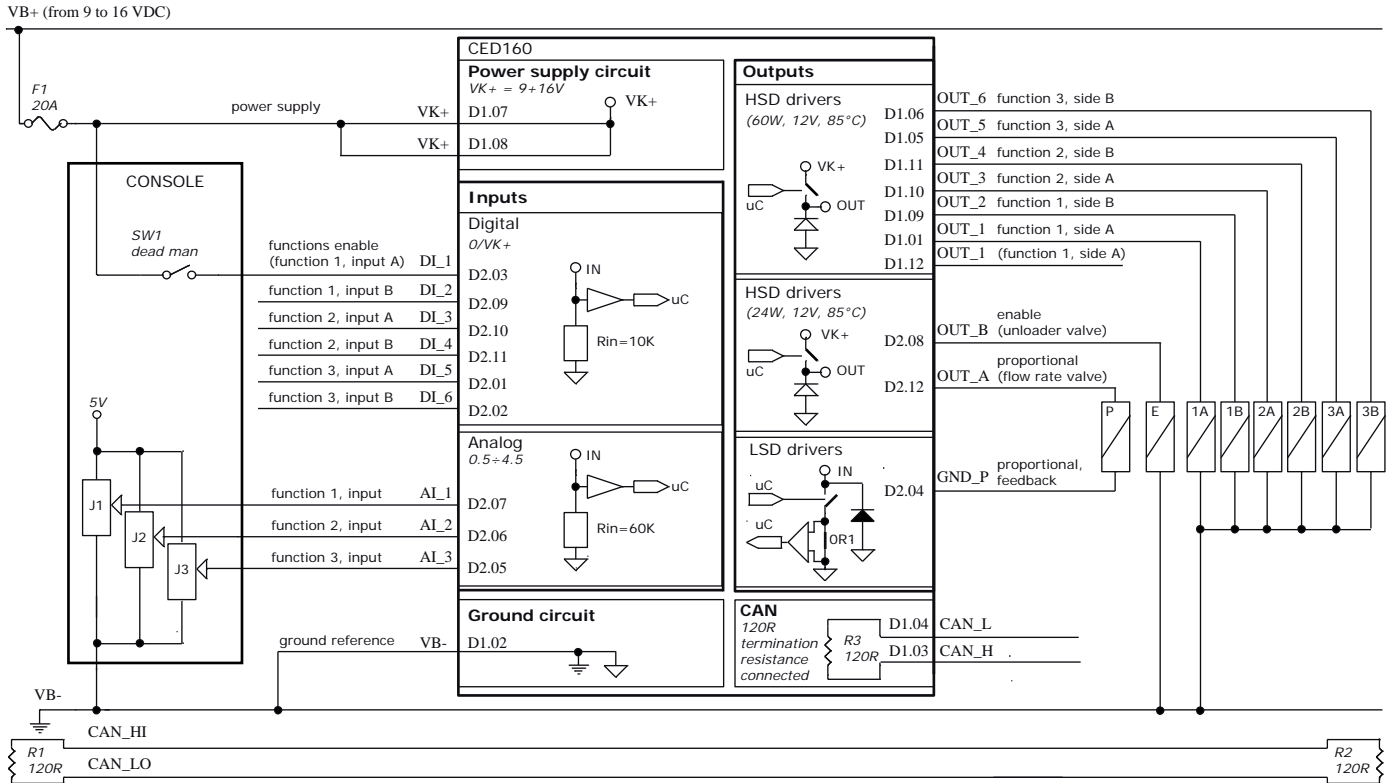 VB+ (from 9 to 16 VDC)
F1
20A
power supply
VK+
VK+
CED160
Power supply circuit
VK+ = 9÷16V
D1.07
D1.08
VK+
CONSOLE
SW1
dead man
5V
J1
J2
J3
functions enable
(function 1, input A) DI_1
function 1, input B DI_2
function 2, input A DI_3
function 2, input B DI_4
function 3, input A DI_5
function 3, input B DI_6
Inputs
Digital
0/VK+
D2.03
D2.09
D2.10
D2.11
D2.01
D2.02
IN
uC
Rin=10K
function 1, input AI_1
function 2, input AI_2
function 3, input AI_3
Analog
0.5÷4.5
D2.07
D2.06
D2.05
IN
uC
Rin=60K
Ground circuit
ground reference VB- D1.02
Outputs
HSD drivers
(60W, 12V, 85°C)
VK+
uC
OUT
D1.06 OUT_6 function 3, side B
D1.05 OUT_5 function 3, side A
D1.11 OUT_4 function 2, side B
D1.10 OUT_3 function 2, side A
D1.09 OUT_2 function 1, side B
D1.01 OUT_1 function 1, side A
D1.12 OUT_1 (function 1, side A)
HSD drivers
(24W, 12V, 85°C)
VK+
uC
OUT
D2.08 OUT_B enable
(unloader valve)
D2.12 OUT_A proportional
(flow rate valve)
LSD drivers
IN
uC
uC
0R1
D2.04 GND_P proportional,
feedback
P
E
1A
1B
2A
2B
3A
3B
CAN
120R
termination
resistance
connected
R3
120R
D1.04 CAN_L
D1.03 CAN_H
VB-
CAN_HI
R1
120R
CAN_LO
R2
120R